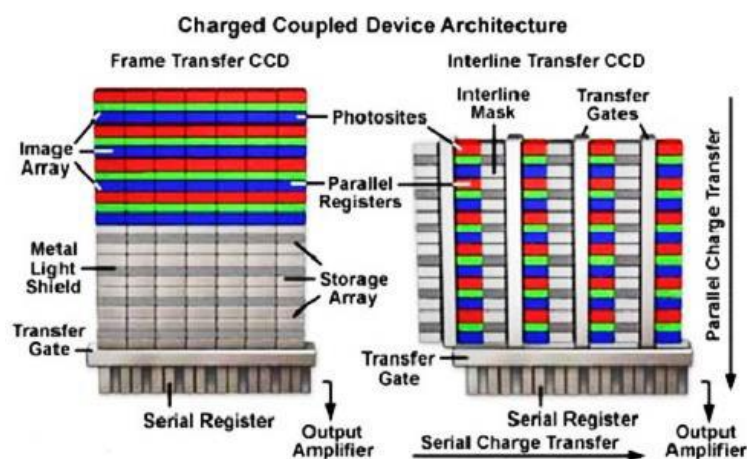 Charged Coupled Device Architecture
Frame Transfer CCD
Interline Transfer CCD
Interline
Mask
Transfer
Gates
Photosites
Image
Array
Parallel
Registers
Metal
Light
Shield
Storage
Array
Transfer
Gate
Transfer
Gate
Parallel Charge Transfer
Serial Register
Serial Register
Output
Amplifier
Serial Charge Transfer
Output
Amplifier